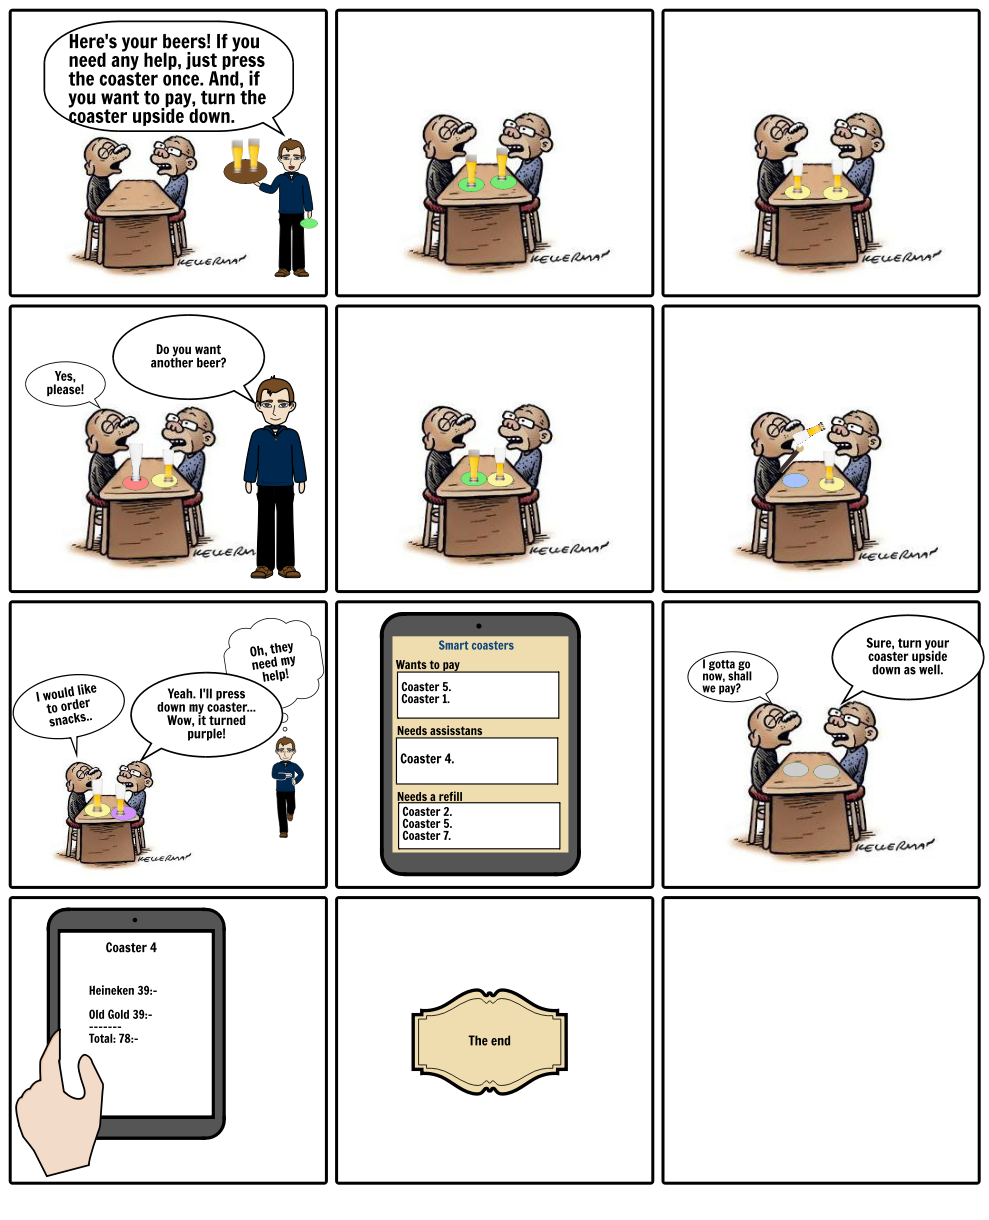 Here's your beers! If you
need any help, just press
the coaster once. And, if
you want to pay, turn the
coaster upside down.
KELLERMAN
KELLERMAN
KELLERMAN
Yes,
please!
Do you want
another beer?
KELLERM
KELLERMAN
KELLERMAN
I would like
to order
snacks..
Yeah. I'll press
down my coaster...
Wow, it turned
purple!
Oh, they
need my
help!
KELLERMAN
Smart coasters
Wants to pay
Coaster 5.
Coaster 1.
Needs assistans
Coaster 4.
Needs a refill
Coaster 2.
Coaster 5.
Coaster 7.
I gotta go
now, shall
we pay?
Sure, turn your
coaster upside
down as well.
KELLERMAN
Coaster 4
Heineken 39:-
Old Gold 39:-
-------
Total: 78:-
The end